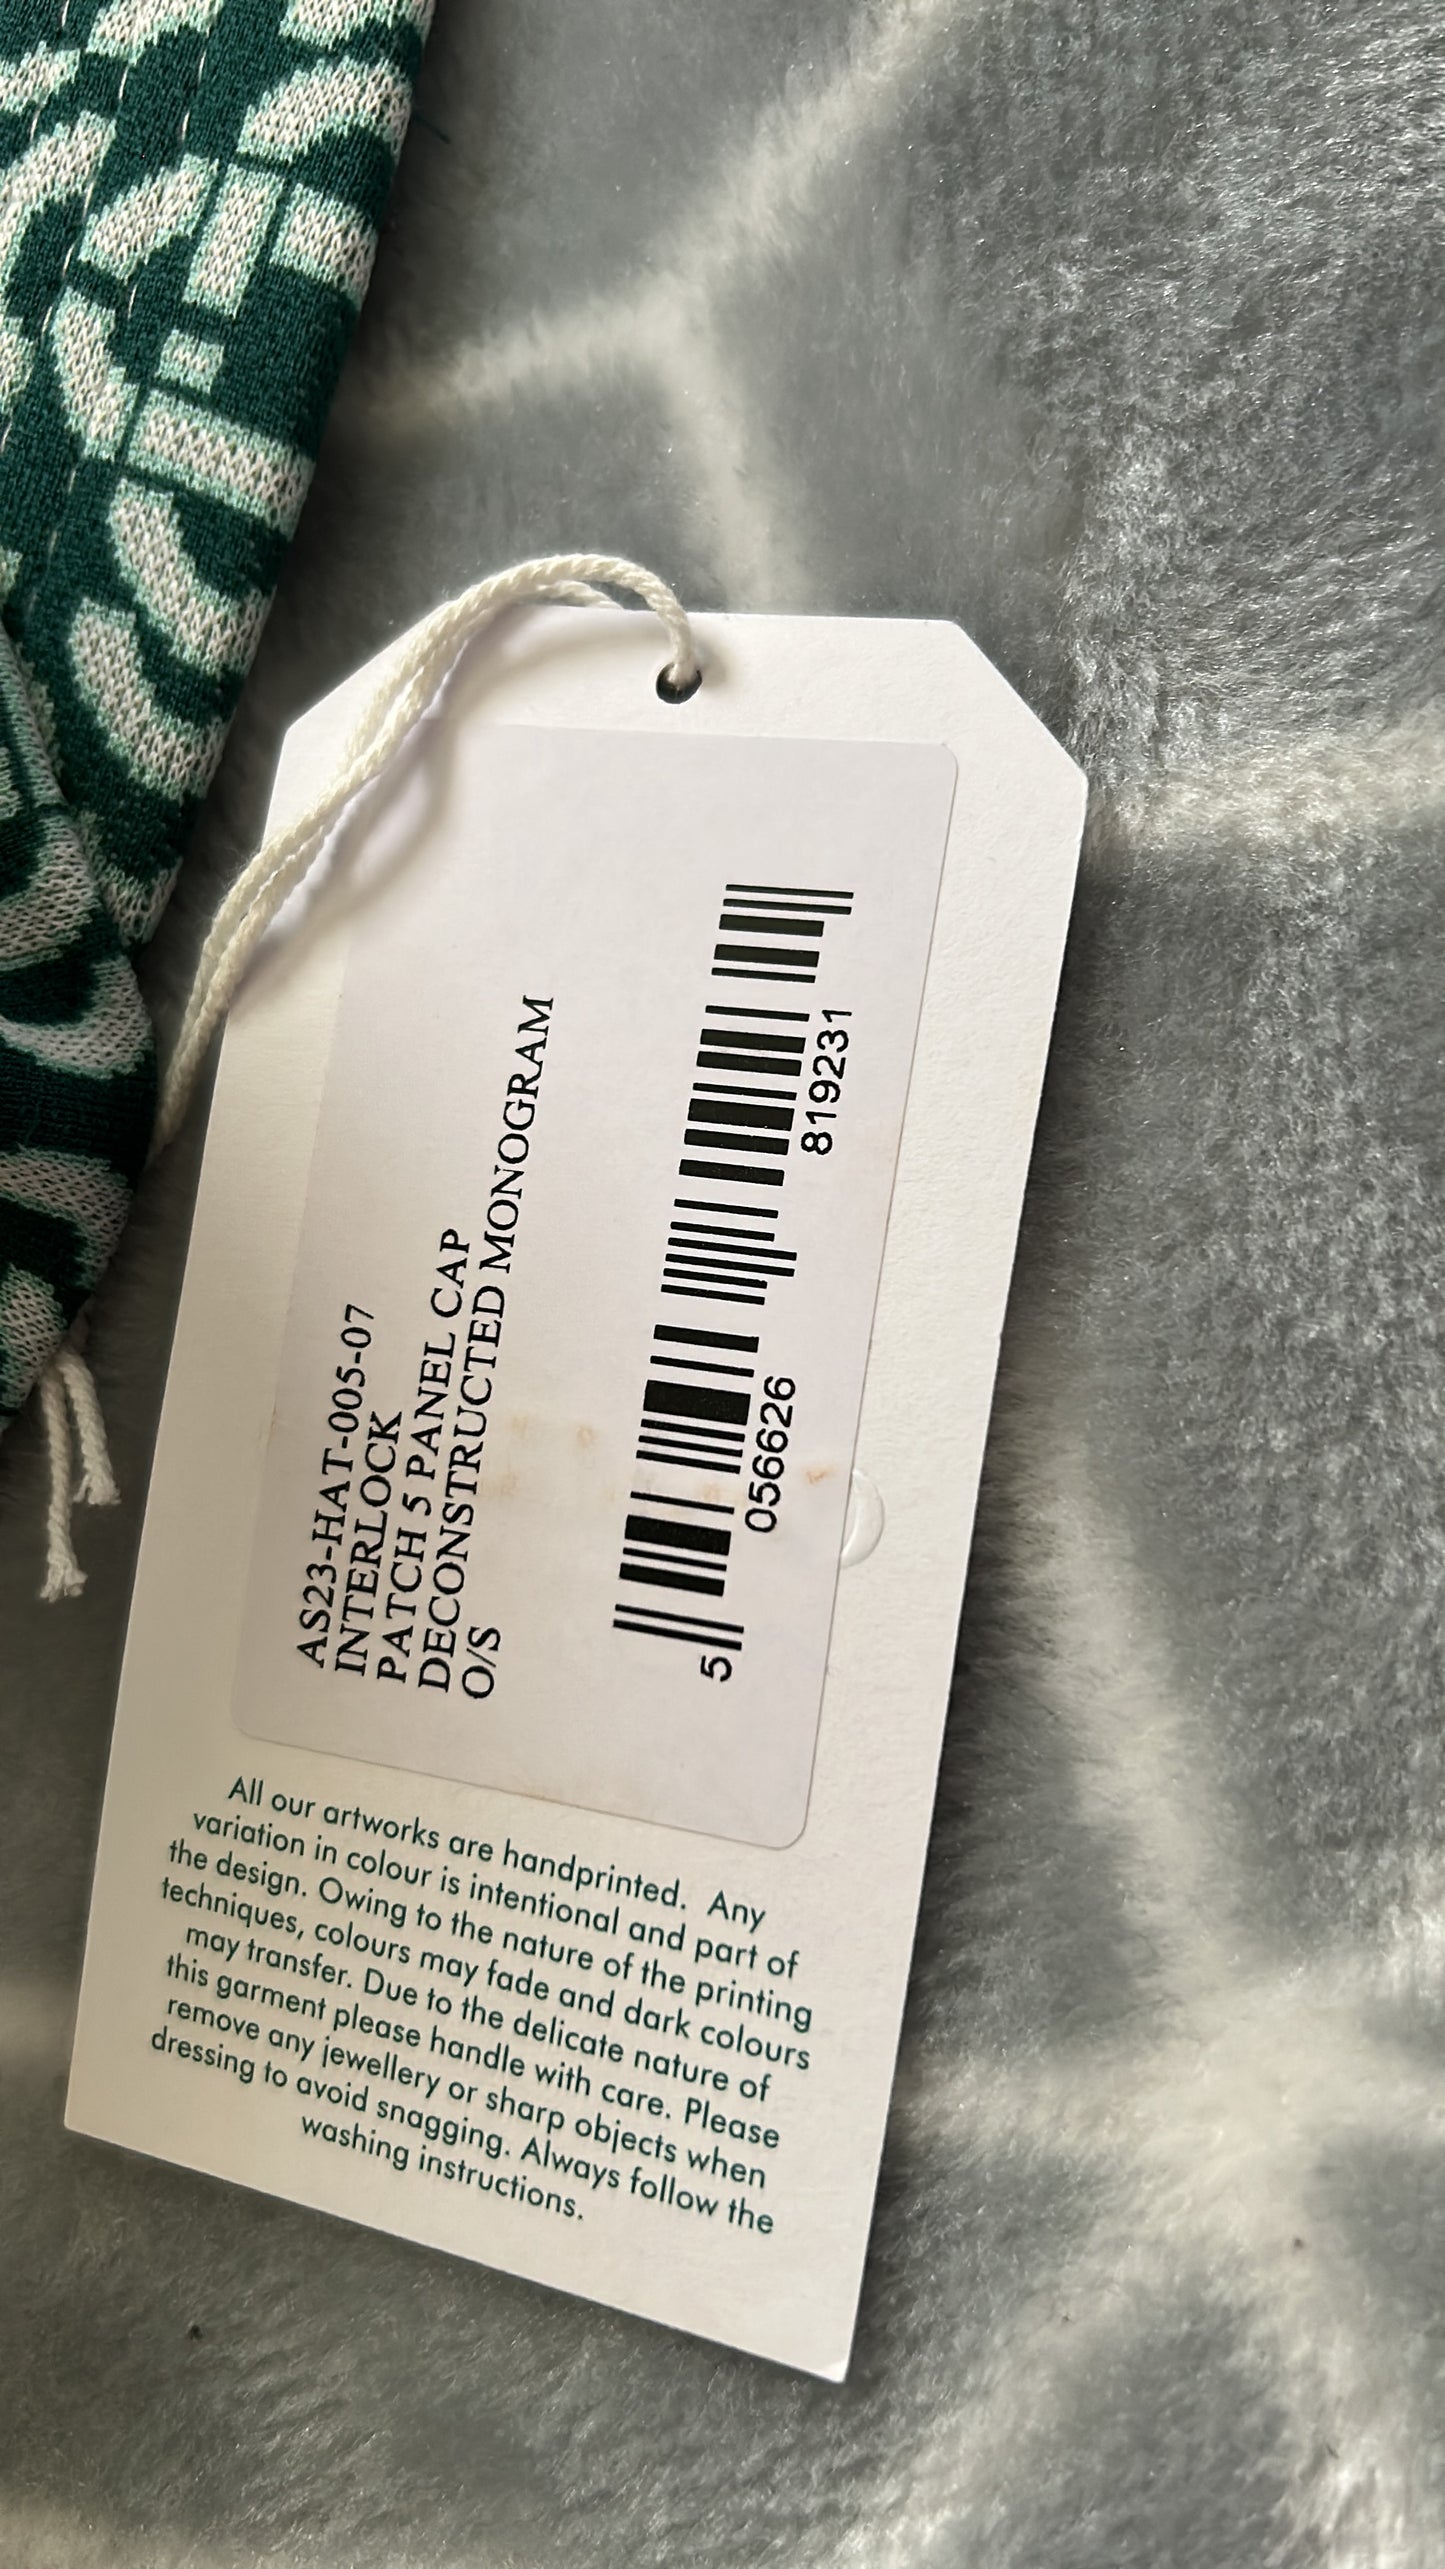 AS23-HAT-005-07
INTERLOCK
PATCH 5 PANEL CAP
DECONSTRUCTED MONOGRAM
O/S
5 056626 819231
All our artworks are handprinted. Any
variation in colour is intentional and part of
the design. Owing to the nature of the printing
techniques, colours may fade and dark colours
may transfer. Due to the delicate nature of
this garment please handle with care. Please
remove any jewellery or sharp objects when
dressing to avoid snagging. Always follow the
washing instructions.